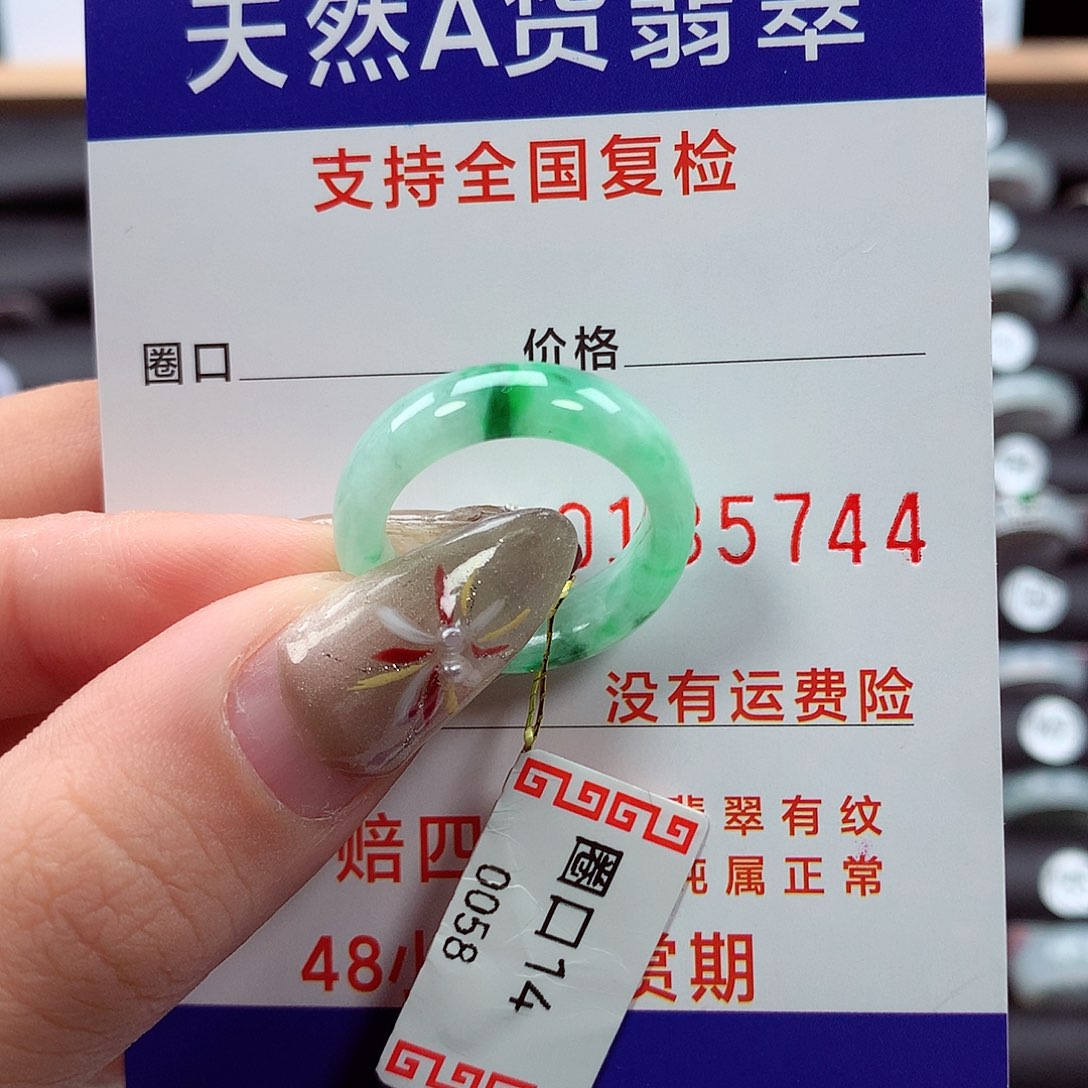 天然A货翡翠
支持全国复检
圈口 价格
5744
没有运费险
赔四
翠有纹
纯属正常
48小 赏期
圈口14
0058